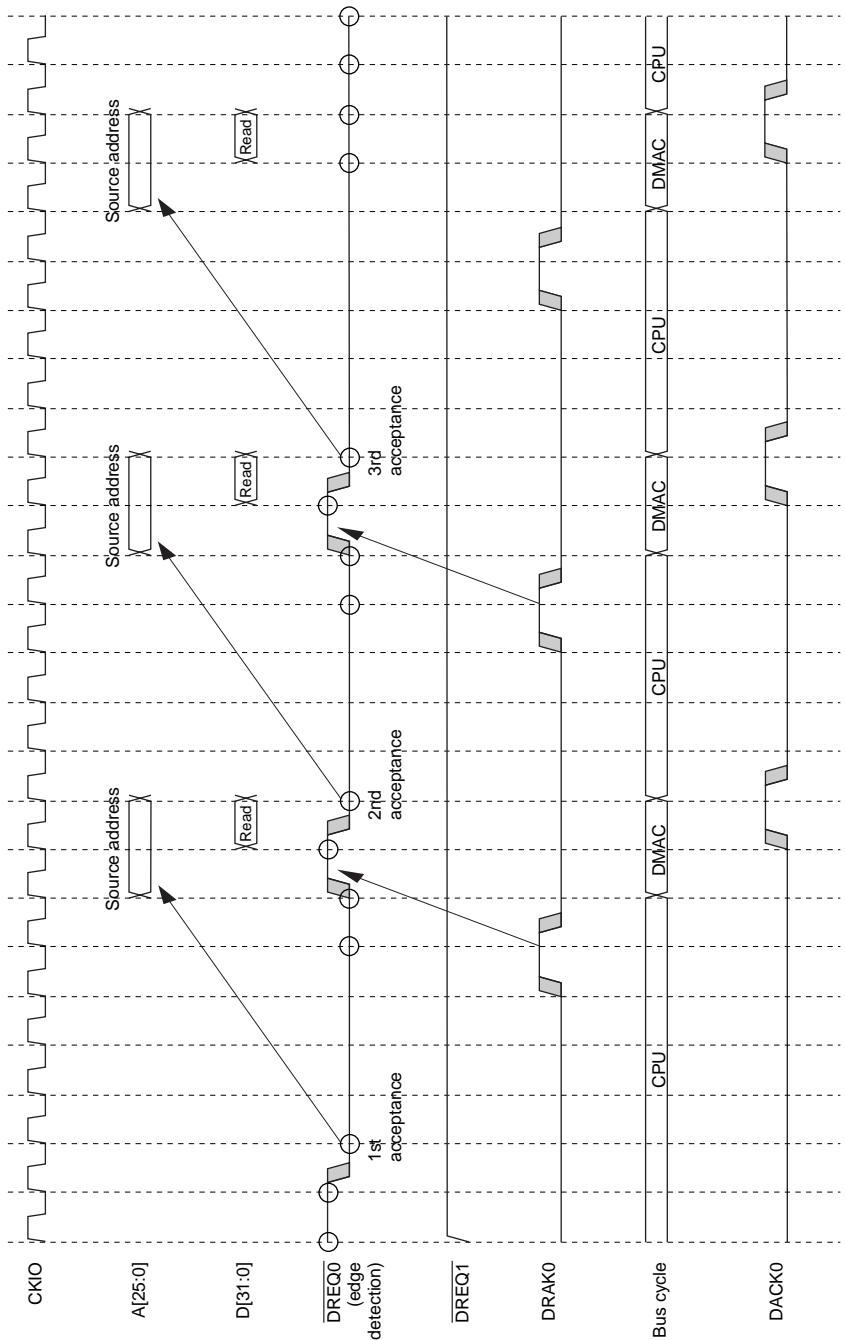 CKIO
Source address
Source address
Source address
A[25:0]
Read
Read
Read
D[31:0]
DREQ0
(edge
detection)
1st
acceptance
2nd
acceptance
3rd
acceptance
DREQ1
DRAK0
CPU
DMAC
CPU
DMAC
CPU
DMAC
CPU
Bus cycle
DACK0